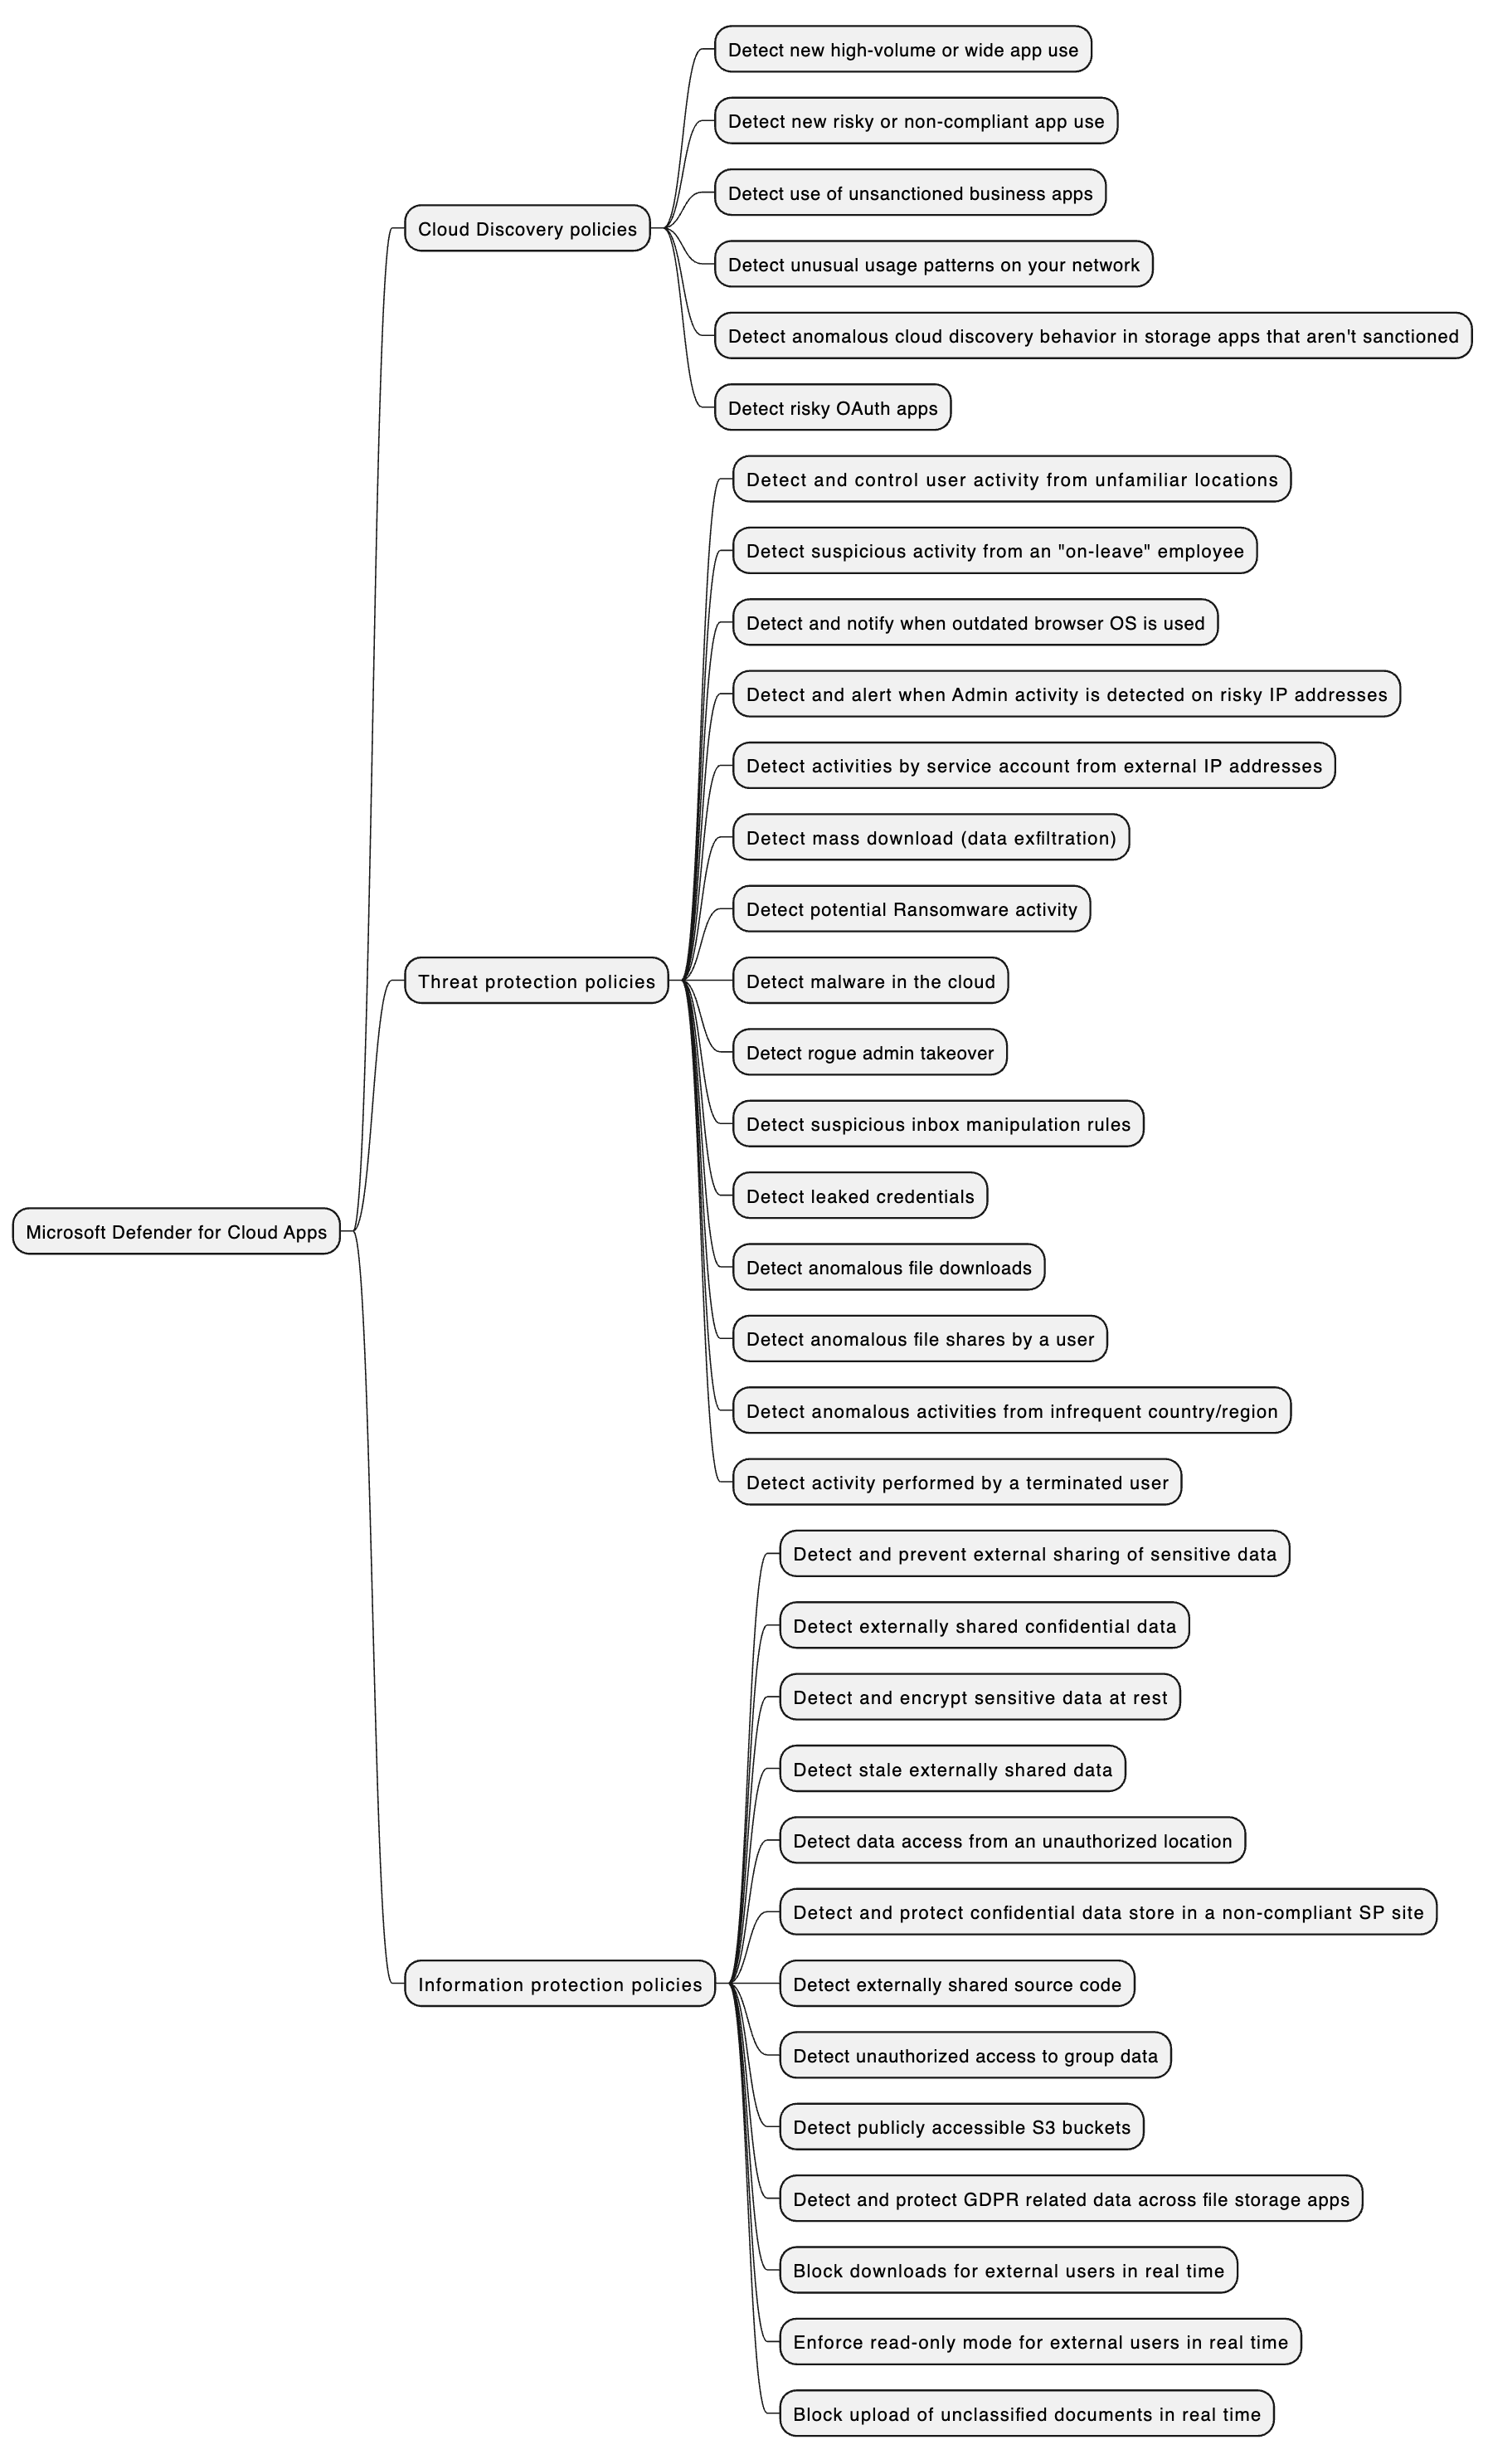 Microsoft Defender for Cloud Apps
Cloud Discovery policies
Detect new high-volume or wide app use
Detect new risky or non-compliant app use
Detect use of unsanctioned business apps
Detect unusual usage patterns on your network
Detect anomalous cloud discovery behavior in storage apps that aren't sanctioned
Detect risky OAuth apps
Threat protection policies
Detect and control user activity from unfamiliar locations
Detect suspicious activity from an "on-leave" employee
Detect and notify when outdated browser OS is used
Detect and alert when Admin activity is detected on risky IP addresses
Detect activities by service account from external IP addresses
Detect mass download (data exfiltration)
Detect potential Ransomware activity
Detect malware in the cloud
Detect rogue admin takeover
Detect suspicious inbox manipulation rules
Detect leaked credentials
Detect anomalous file downloads
Detect anomalous file shares by a user
Detect anomalous activities from infrequent country/region
Detect activity performed by a terminated user
Information protection policies
Detect and prevent external sharing of sensitive data
Detect externally shared confidential data
Detect and encrypt sensitive data at rest
Detect stale externally shared data
Detect data access from an unauthorized location
Detect and protect confidential data store in a non-compliant SP site
Detect externally shared source code
Detect unauthorized access to group data
Detect publicly accessible S3 buckets
Detect and protect GDPR related data across file storage apps
Block downloads for external users in real time
Enforce read-only mode for external users in real time
Block upload of unclassified documents in real time